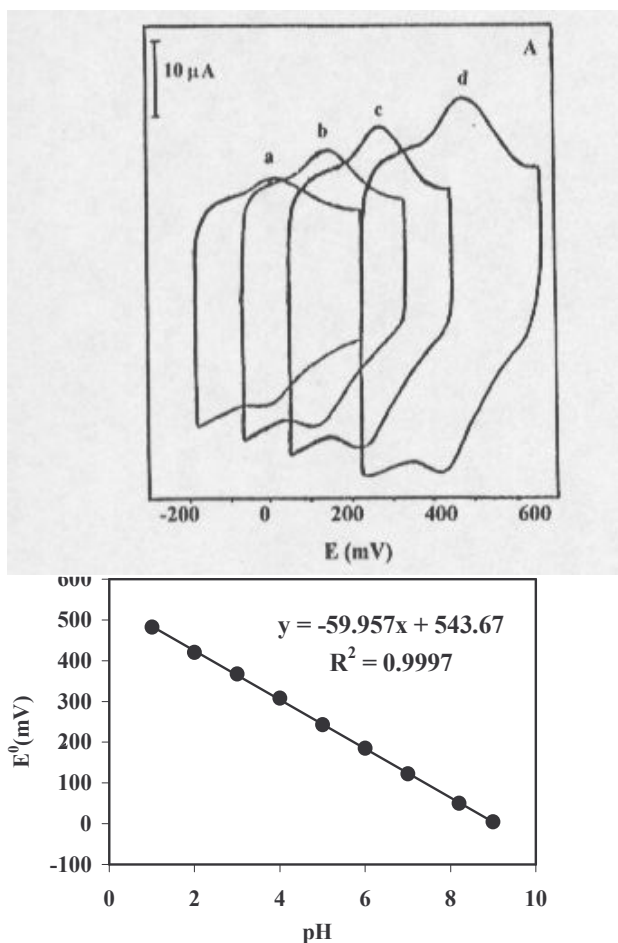 A
10 μA
d
c
b
a
-200 0 200 400 600
E (mV)
600
500
400
300
200
100
0
-100
E⁰(mV)
y = -59.957x + 543.67
R² = 0.9997
0 2 4 6 8 10
pH